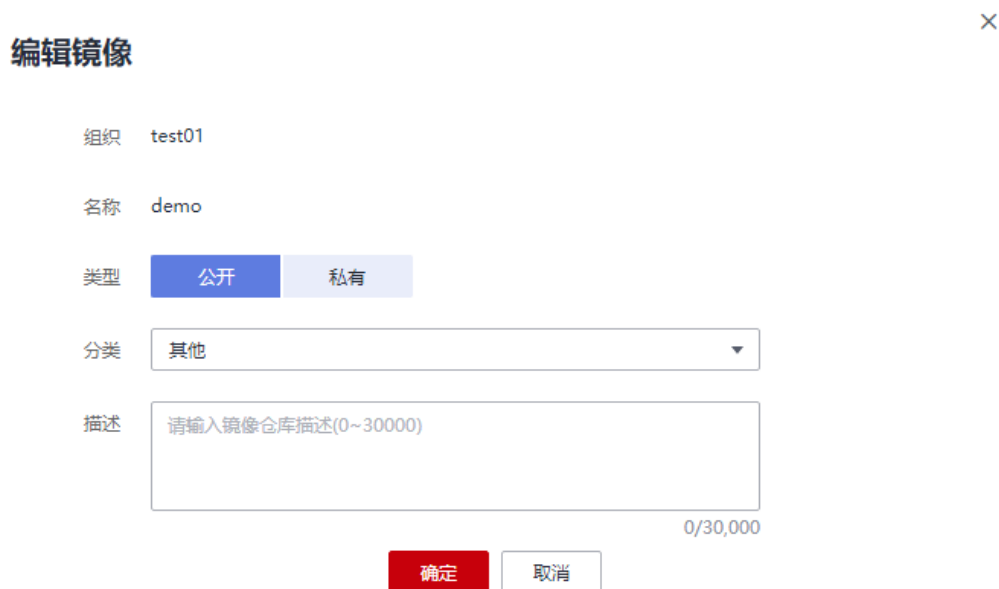 编辑镜像
组织 test01
名称 demo
类型 公开 私有
分类 其他
描述 请输入镜像仓库描述(0~30000)
0/30,000
确定 取消